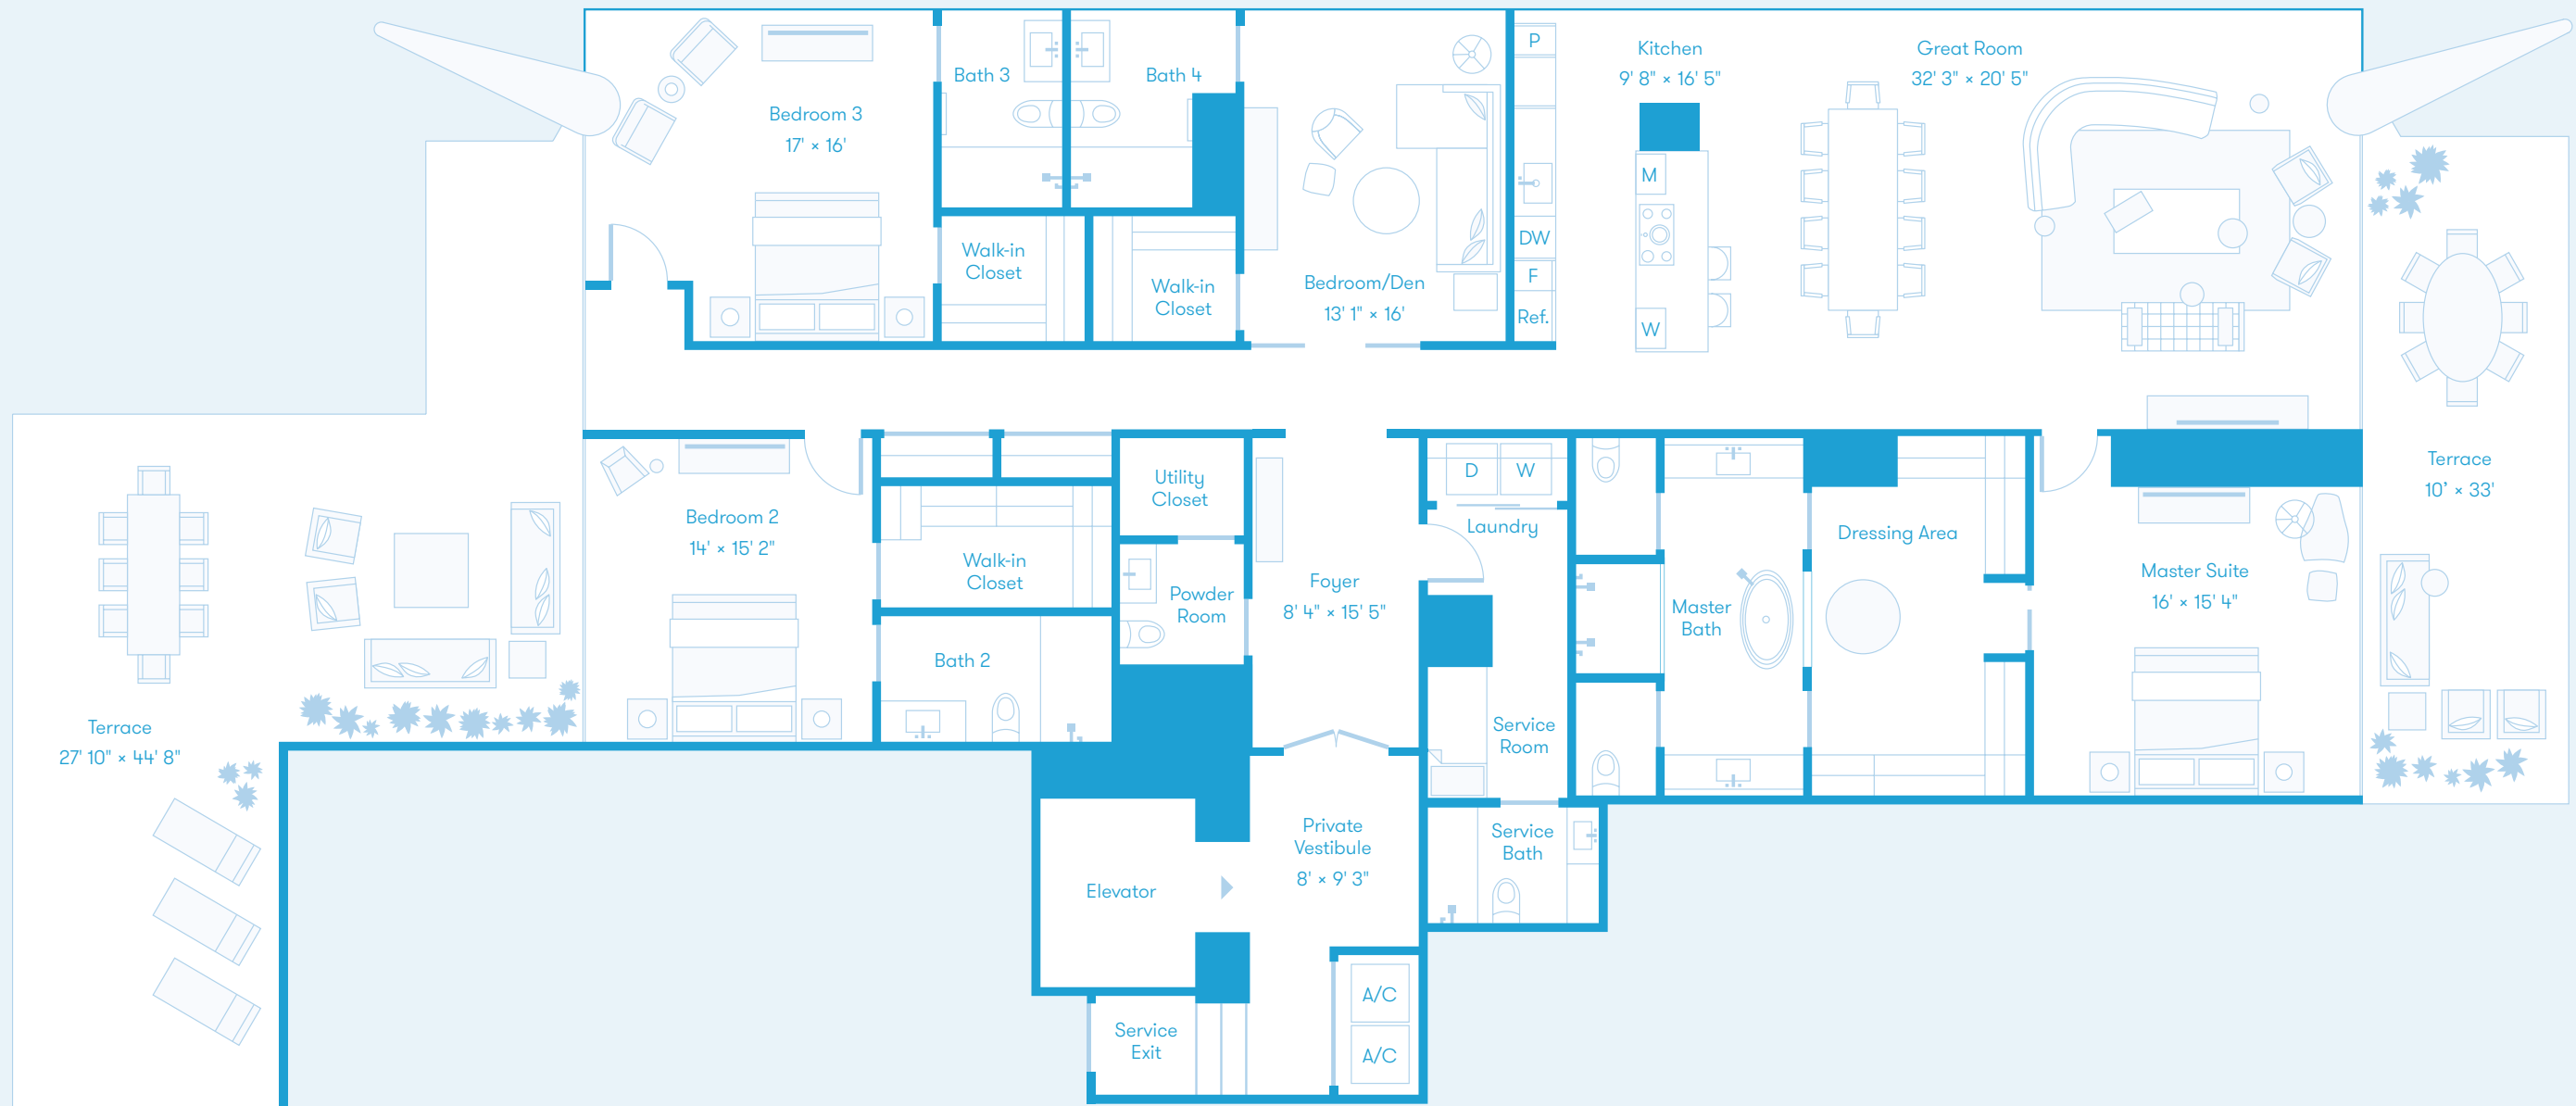 Bedroom 3
17' × 16'
Bath 3
Bath 4
Walk-in
Closet
Walk-in
Closet
Bedroom/Den
13' 1" × 16'
P
DW
F
Ref.
Kitchen
9' 8" × 16' 5"
M
W
Great Room
32' 3" × 20' 5"
Terrace
10’ × 33'
Terrace
27' 10" × 44' 8"
Bedroom 2
14' × 15' 2"
Walk-in
Closet
Bath 2
Utility
Closet
Powder
Room
Foyer
8' 4" × 15' 5"
D
W
Laundry
Service
Room
Master
Bath
Dressing Area
Master Suite
16' × 15' 4"
Service
Bath
Private
Vestibule
8' × 9' 3"
Elevator
Service
Exit
A/C
A/C